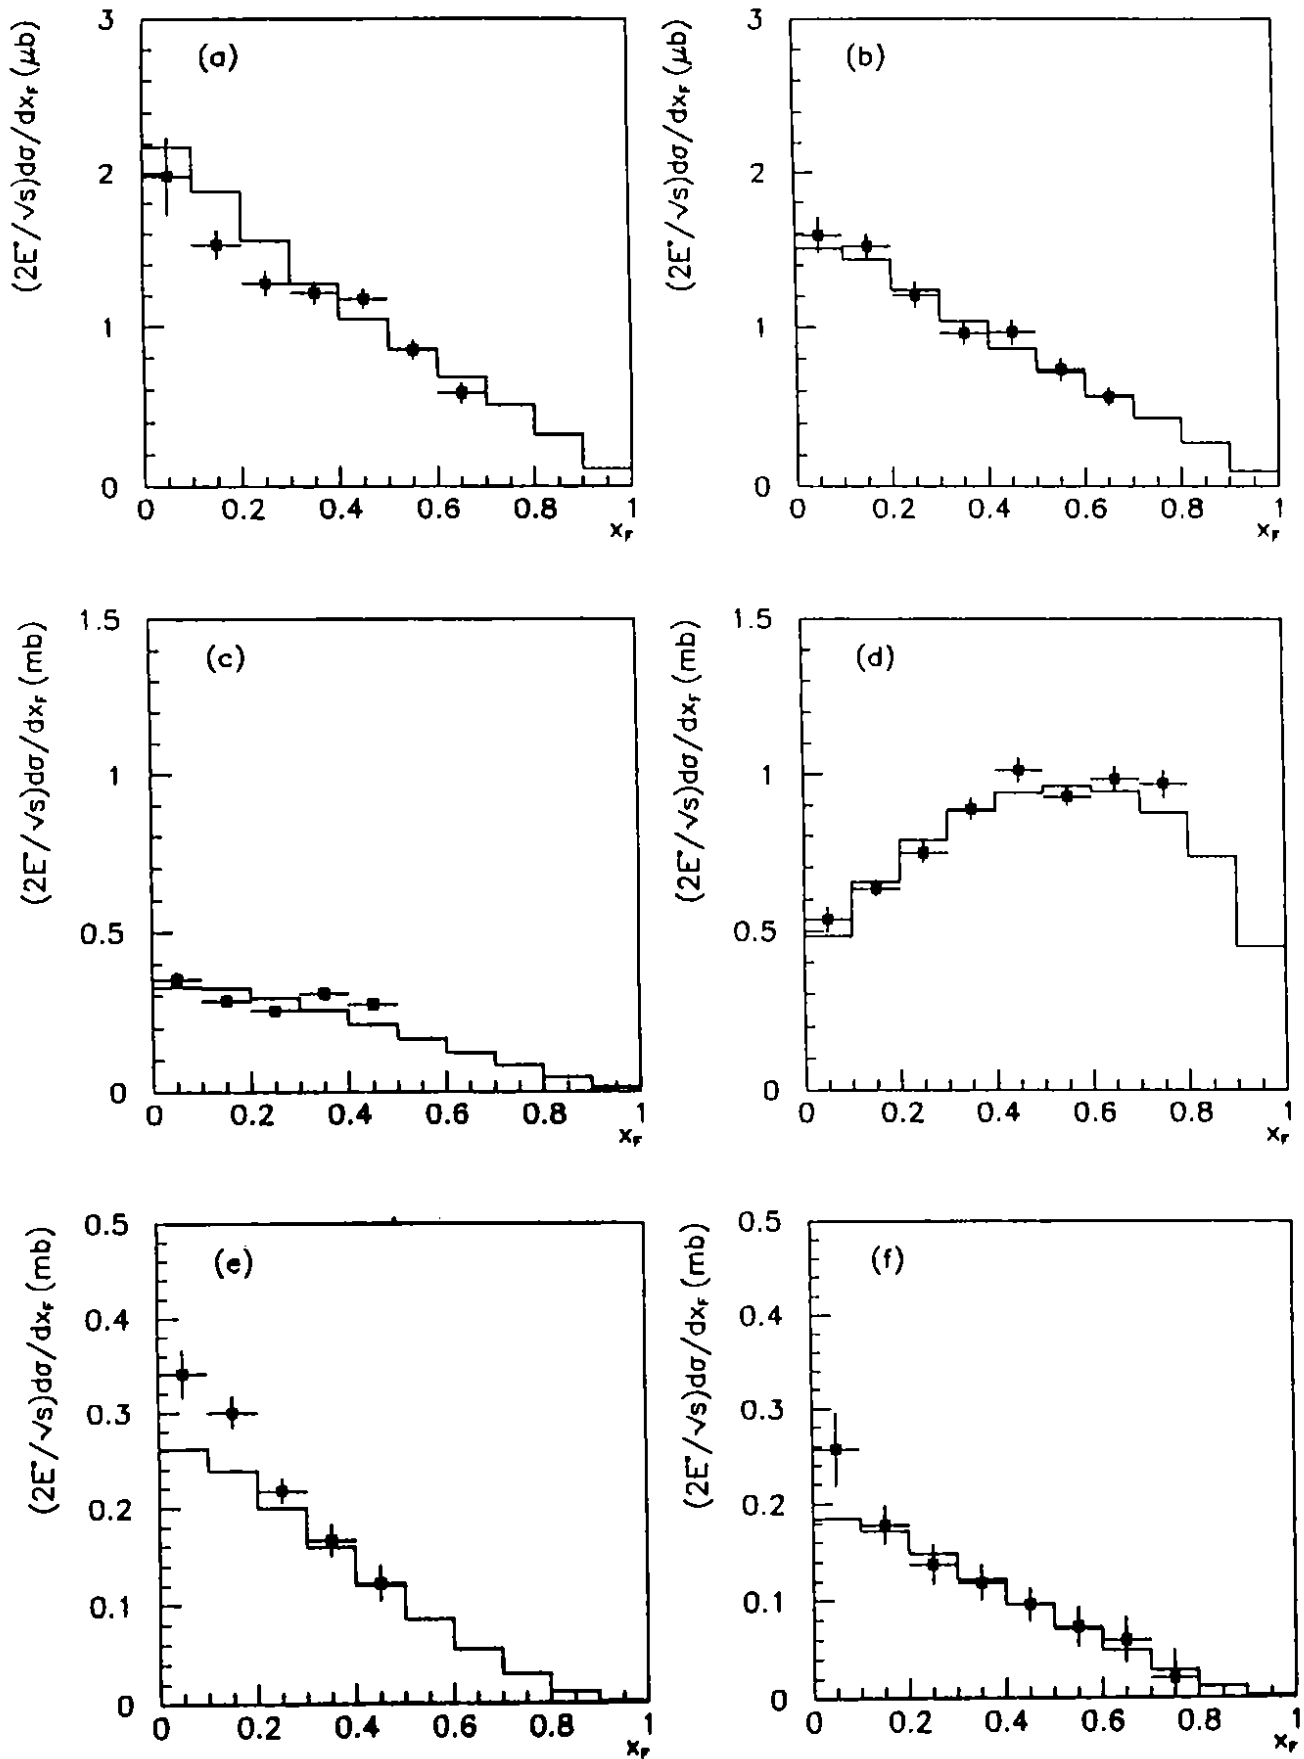 (a)
(2E*/√s)dσ/dx_F (μb)
3
2
1
0
0 0.2 0.4 0.6 0.8 1
x_F
(b)
(2E*/√s)dσ/dx_F (μb)
3
2
1
0
0 0.2 0.4 0.6 0.8 1
x_F
(c)
(2E*/√s)dσ/dx_F (mb)
1.5
1
0.5
0
0 0.2 0.4 0.6 0.8 1
x_F
(d)
(2E*/√s)dσ/dx_F (mb)
1.5
1
0.5
0
0 0.2 0.4 0.6 0.8 1
x_F
(e)
(2E*/√s)dσ/dx_F (mb)
0.5
0.4
0.3
0.2
0.1
0
0 0.2 0.4 0.6 0.8 1
x_F
(f)
(2E*/√s)dσ/dx_F (mb)
0.5
0.4
0.3
0.2
0.1
0
0 0.2 0.4 0.6 0.8 1
x_F